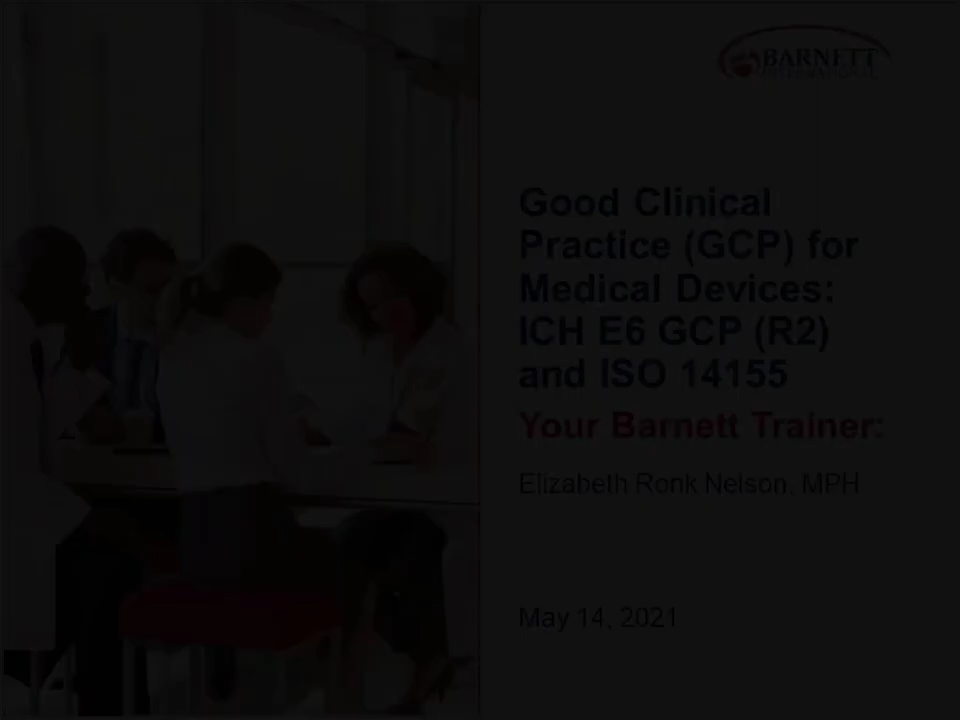 BARNETT
INTERNATIONAL
Good Clinical
Practice (GCP) for
Medical Devices:
ICH E6 GCP (R2)
and ISO 14155
Your Barnett Trainer:
Elizabeth Ronk Nelson, MPH
May 14, 2021